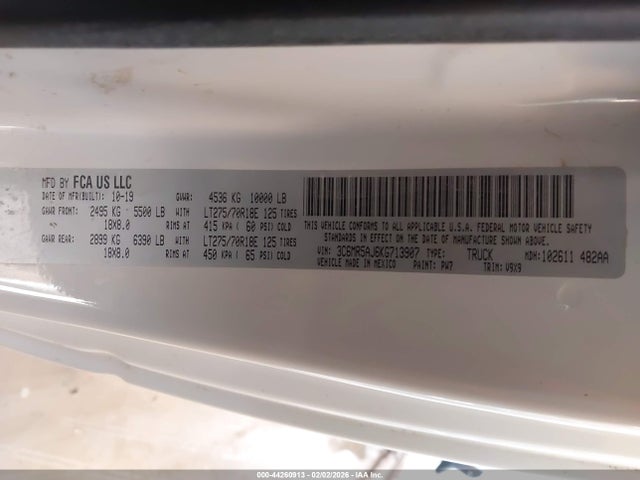 MFD BY FCA US LLC
DATE OF MFR(BUILT): 10-19 GVWR: 4536 KG 10000 LB
GAWR FRONT: 2495 KG 5500 LB WITH LT275/70R18E 125 TIRES
18X8.0 RIMS AT 415 KPA ( 60 PSI) COLD
GAWR REAR: 2899 KG 6390 LB WITH LT275/70R18E 125 TIRES
18X8.0 RIMS AT 450 KPA ( 65 PSI) COLD
THIS VEHICLE CONFORMS TO ALL APPLICABLE U.S.A. FEDERAL MOTOR VEHICLE SAFETY
STANDARDS IN EFFECT ON THE DATE OF MANUFACTURE SHOWN ABOVE.
VIN: 3C6MR5AJ6KG713907 TYPE: TRUCK MDH: 102611 482AA
VEHICLE MADE IN MEXICO PAINT: PW7 TRIM: V9X9
000-44260913 - 02/02/2026 - IAA Inc.